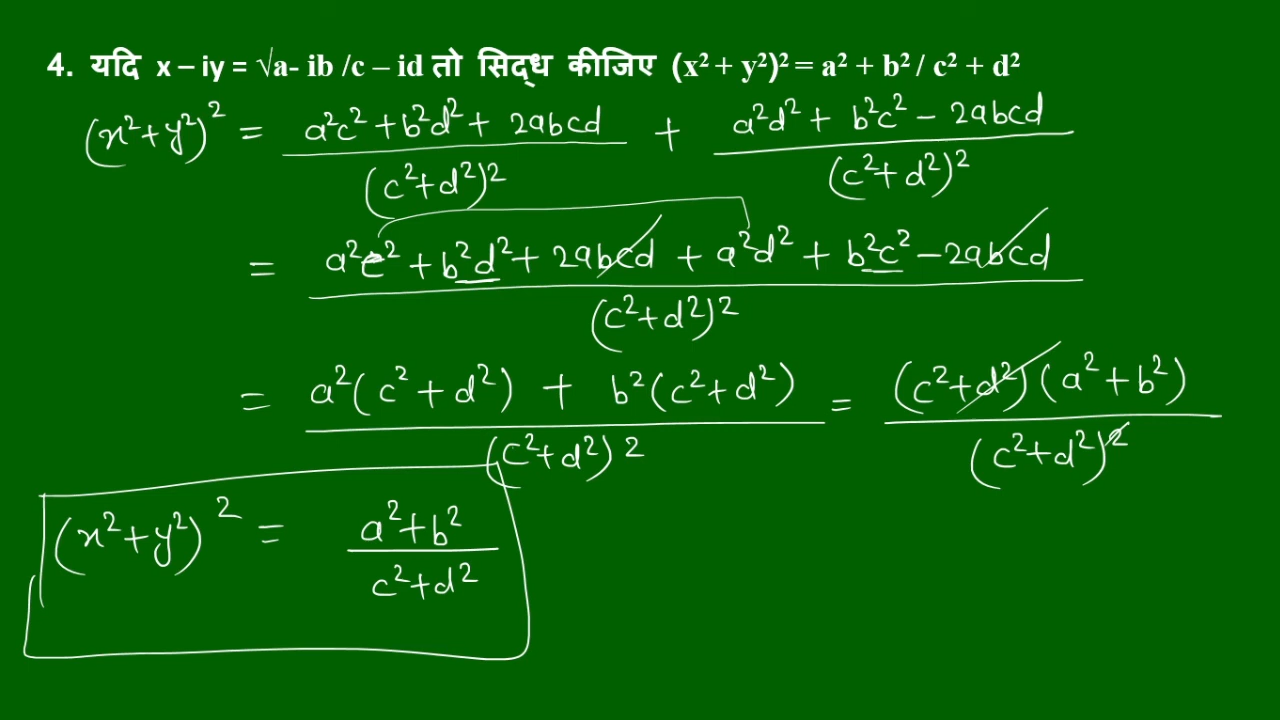 4. यदि x – iy = √a- ib /c – id तो सिद्ध कीजिए (x² + y²)² = a² + b² / c² + d²
(x²+y²)² = a²c² + b²d² + 2abcd / (c²+d²)² + a²d² + b²c² – 2abcd / (c²+d²)²
= a²c² + b²d² + 2abcd + a²d² + b²c² – 2abcd / (c²+d²)²
= a²(c²+d²) + b²(c²+d²) / (c²+d²)² = (c²+d²)(a²+b²) / (c²+d²)²
(x²+y²)² = a²+b² / c²+d²